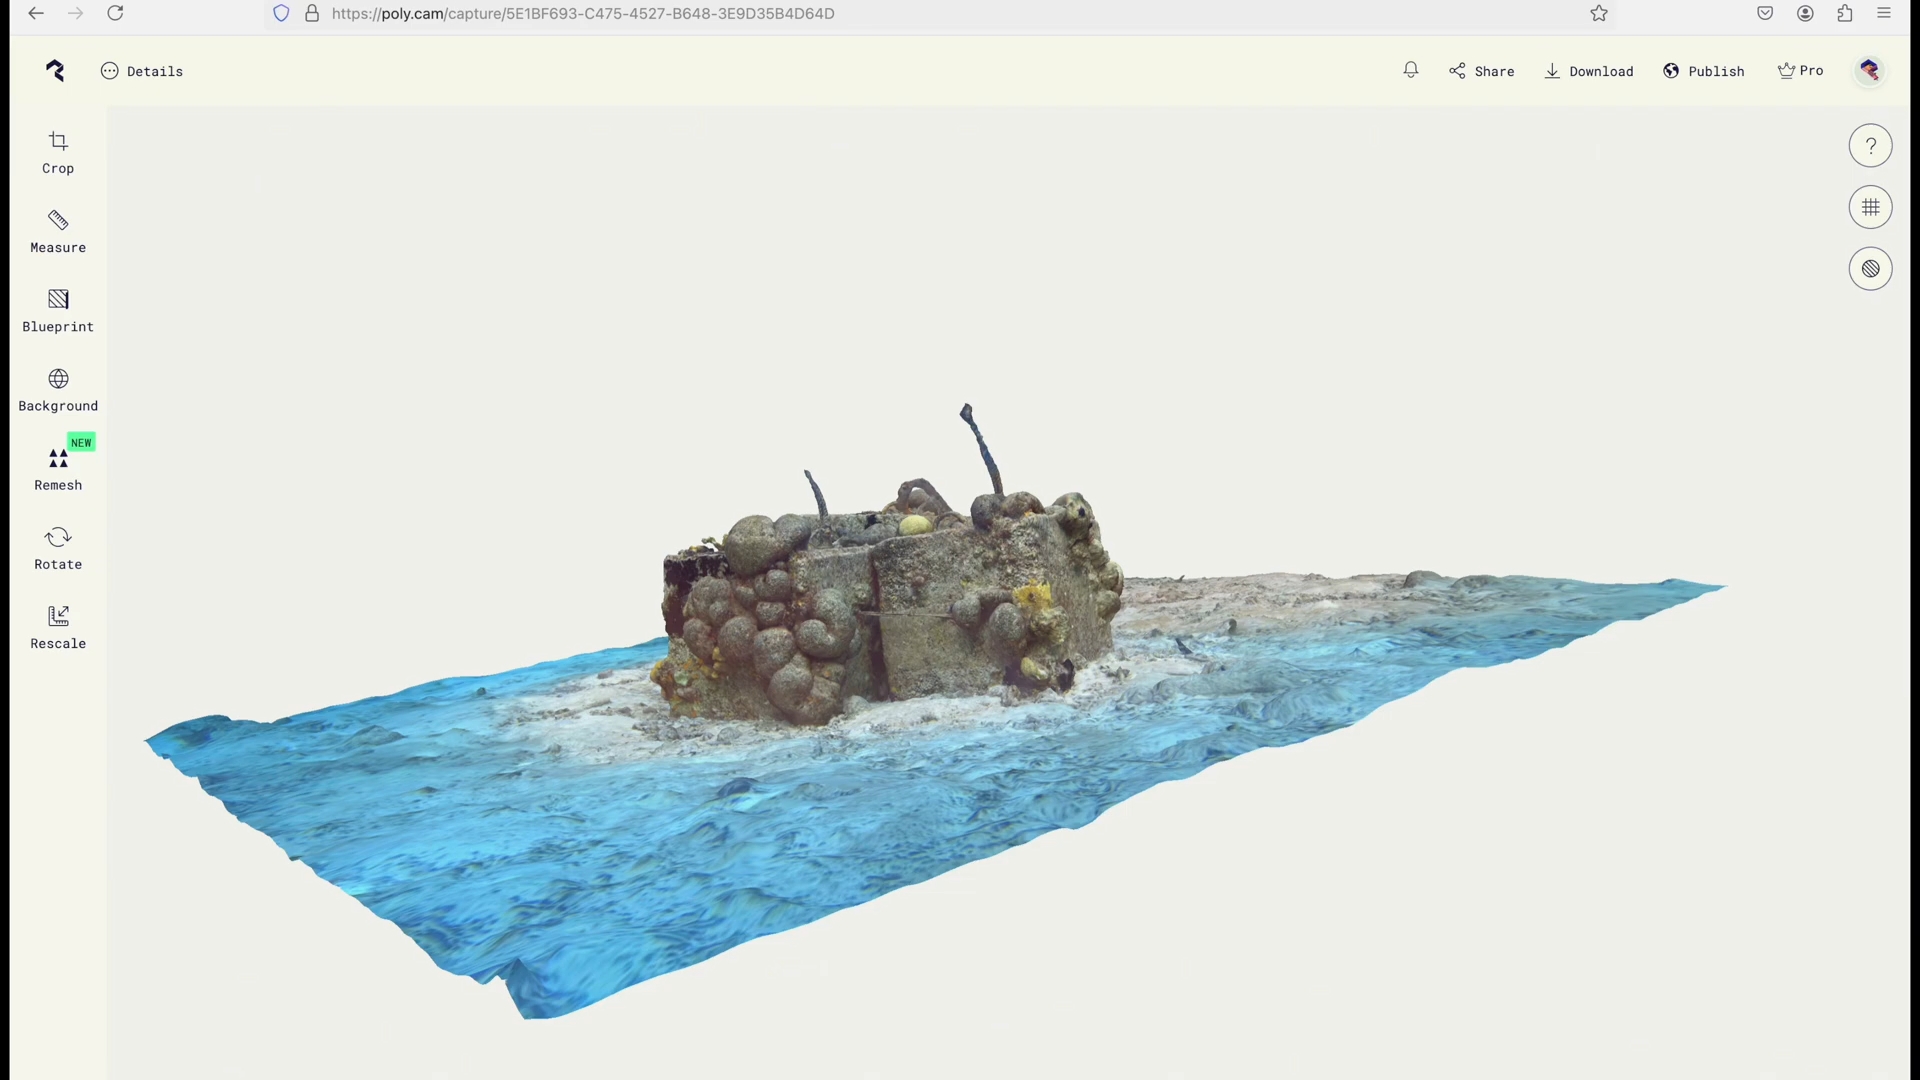 https://poly.cam/capture/5E1BF693-C475-4527-B648-3E9D35B4D64D
Details
Share
Download
Publish
Pro
Crop
Measure
Blueprint
Background
NEW
Remesh
Rotate
Rescale
?